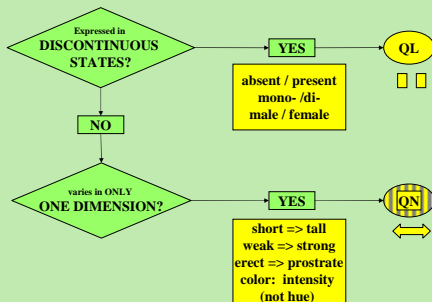 Expressed in
DISCONTINUOUS
STATES?
YES
QL
absent / present
mono- /di-
male / female
NO
varies in ONLY
ONE DIMENSION?
YES
QN
short => tall
weak => strong
erect => prostrate
color: intensity
(not hue)